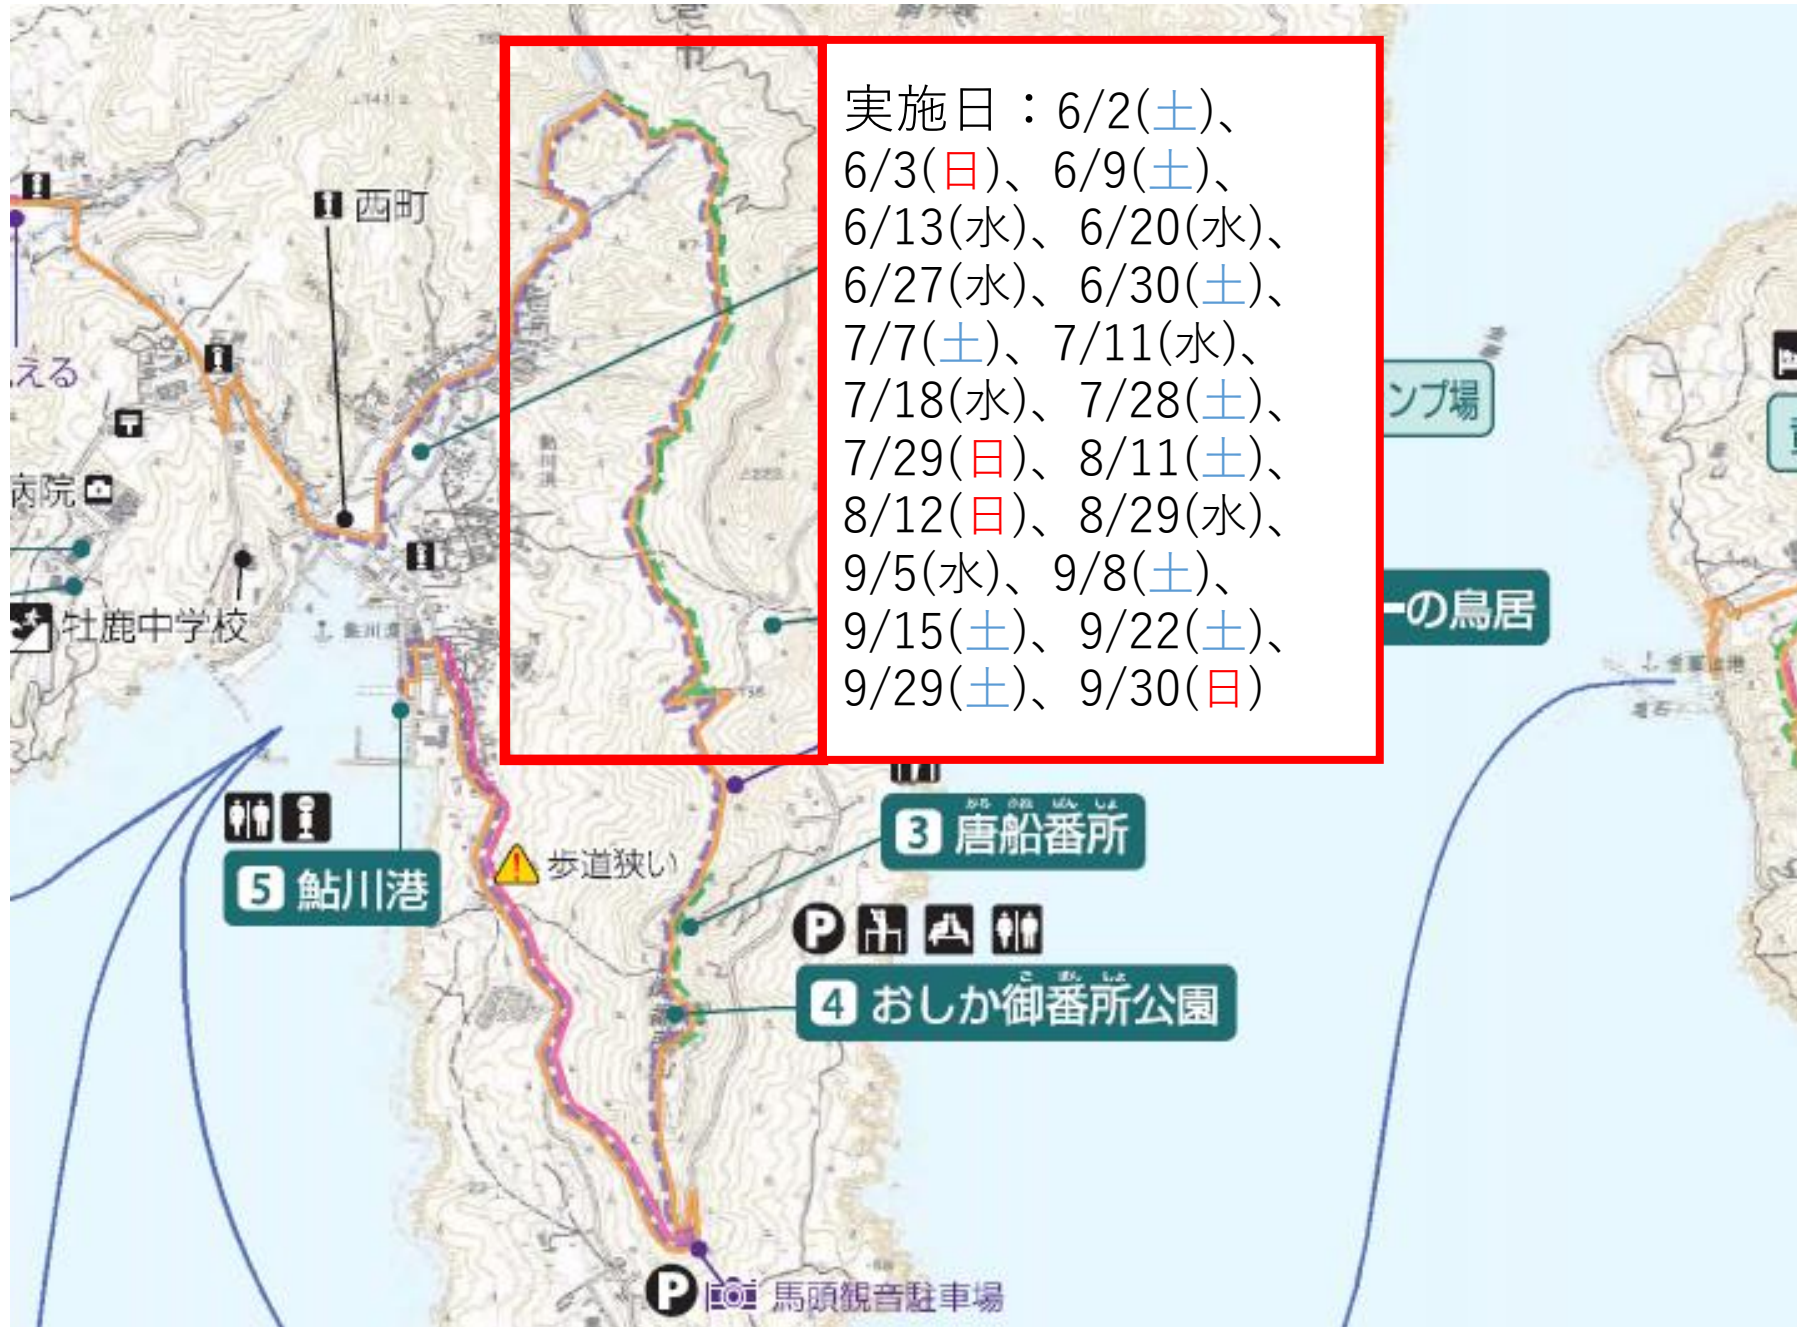 実施日：6/2(土)、
6/3(日)、6/9(土)、
6/13(水)、6/20(水)、
6/27(水)、6/30(土)、
7/7(土)、7/11(水)、
7/18(水)、7/28(土)、
7/29(日)、8/11(土)、
8/12(日)、8/29(水)、
9/5(水)、9/8(土)、
9/15(土)、9/22(土)、
9/29(土)、9/30(日)
西町
える
病院
牡鹿中学校
ンプ場
の鳥居
3 唐船番所
歩道狭い
5 鮎川港
P
4 おしか御番所公園
P 馬頭観音駐車場